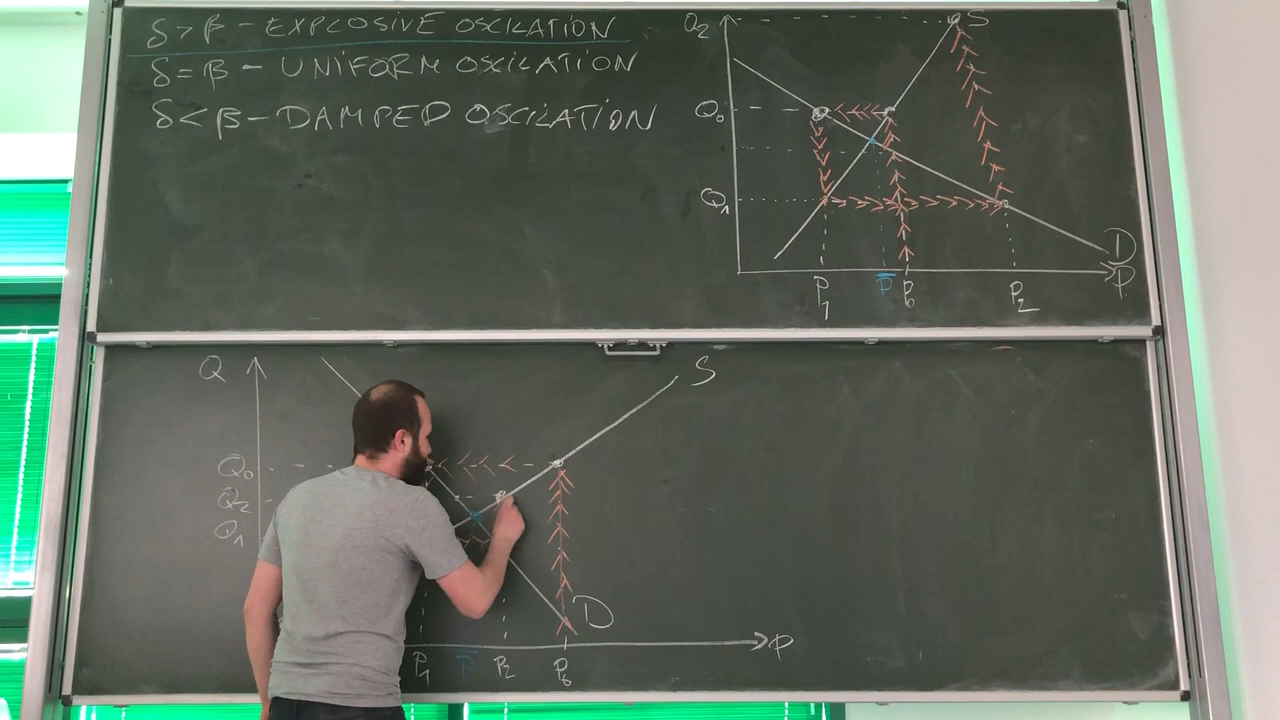 δ > β - EXPLOSIVE OSCILATION
δ = β - UNIFORM OSCILATION
δ < β - DAMPED OSCILATION
Q₂
S
Q₀
Q₁
D
P
P₁
P̄
P₀
P₂
Q
S
Q₀
Q₂
Q₁
D
P
P₁
P̄
P₂
P₀